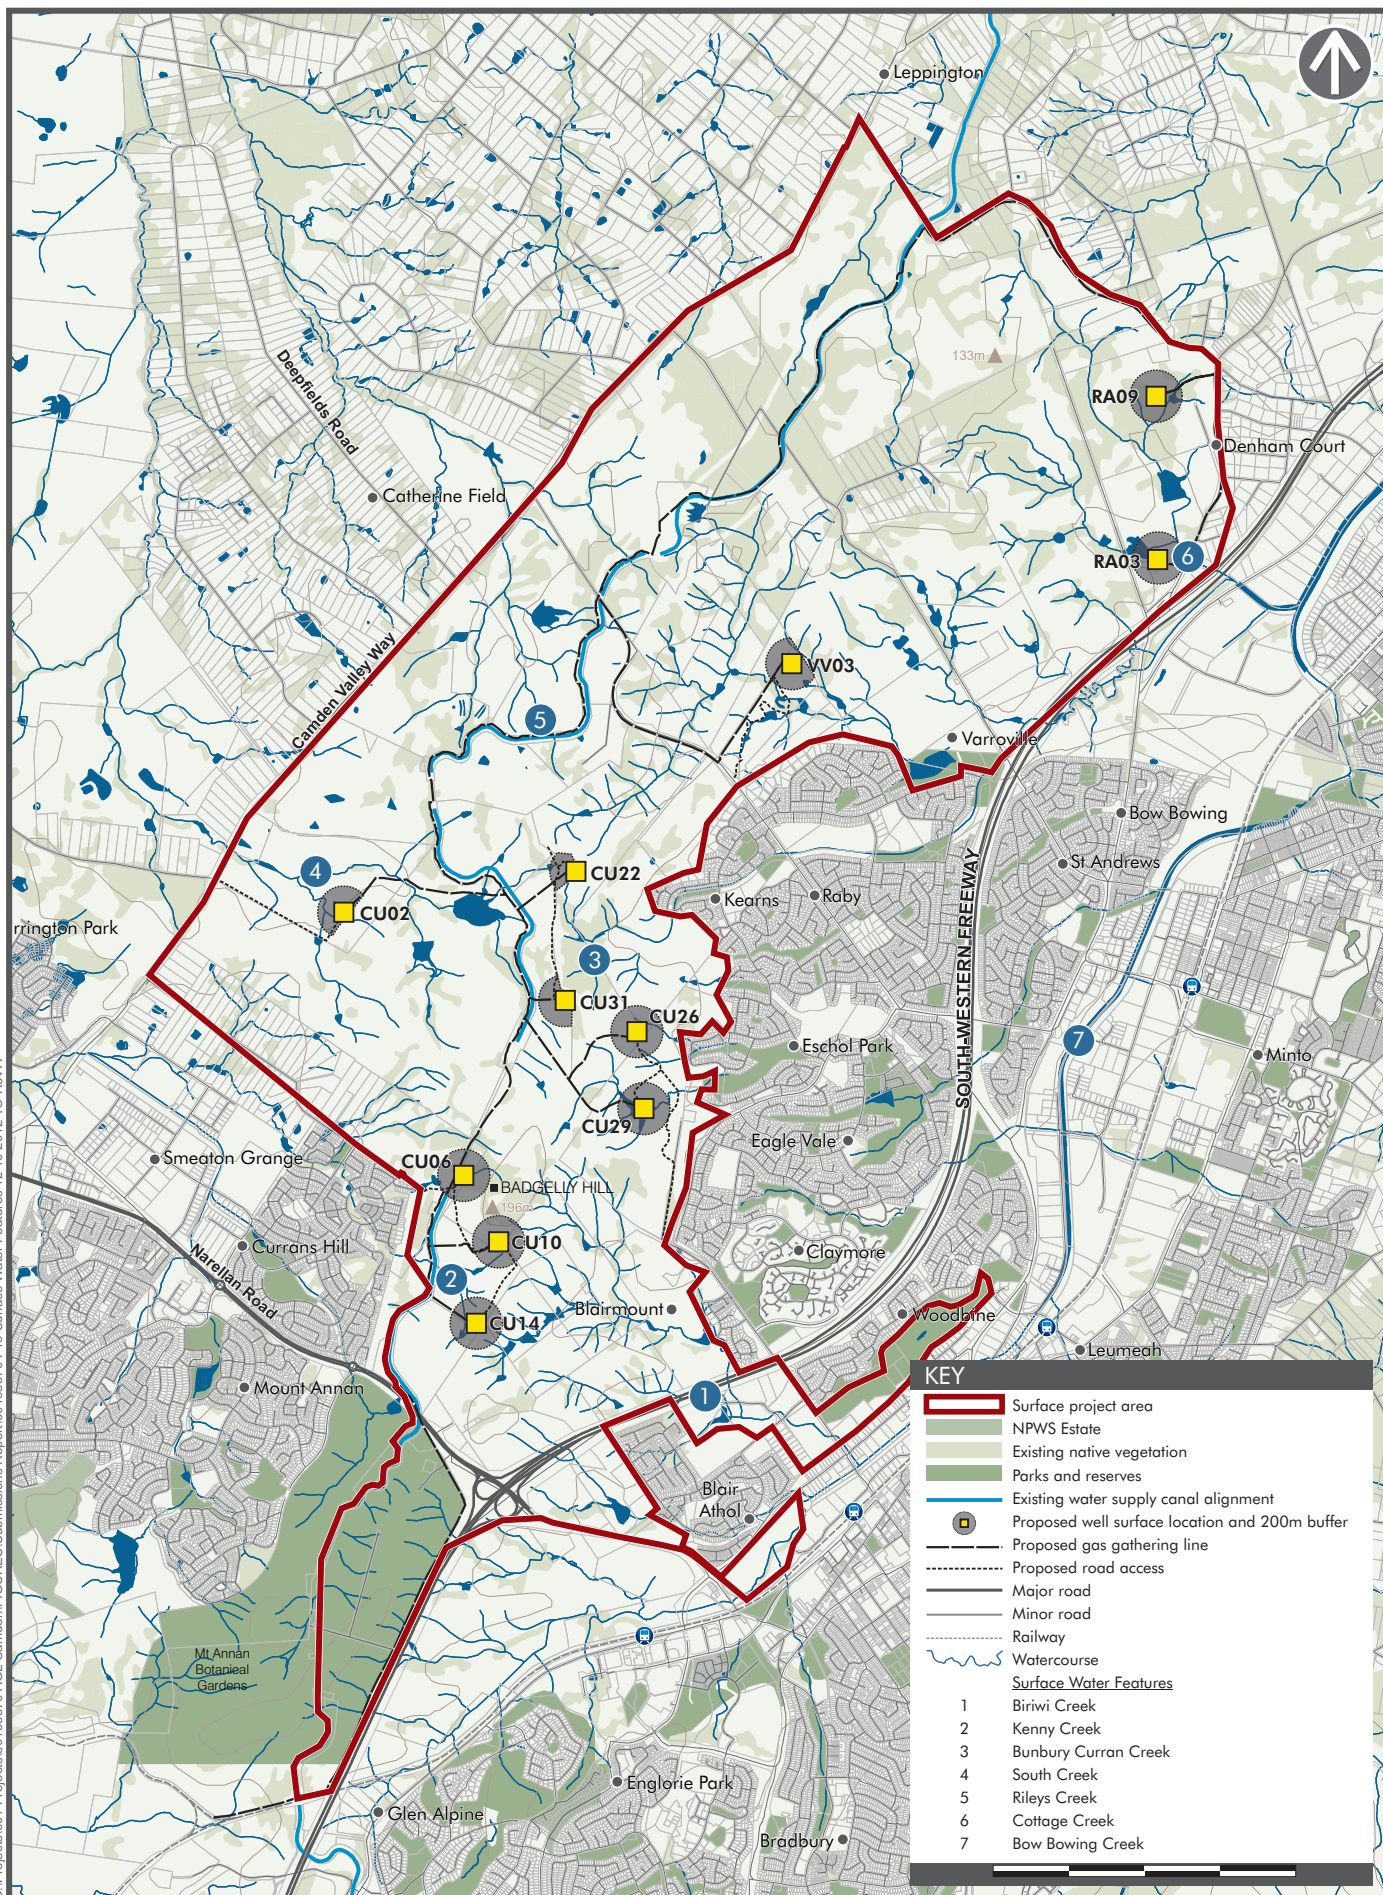 Leppington
133m
RA09
Denham Court
Deepfields Road
Catherine Field
RA03
6
Camden Valley Way
VV03
5
Varroville
Bow Bowing
St Andrews
4
CU22
CU02
Kearns
Raby
SOUTH WESTERN FREEWAY
rrington Park
3
CU31
CU26
Eschol Park
7
Minto
CU29
Eagle Vale
Smeaton Grange
CU06
BADGELLY HILL
196m
CU10
Currans Hill
Claymore
Narellan Road
2
Blairmount
CU14
Woodbine
Leumeah
Mount Annan
1
Blair
Athol
Mt Annan
Botanical
Gardens
Englorie Park
Glen Alpine
Bradbury
KEY
Surface project area
NPWS Estate
Existing native vegetation
Parks and reserves
Existing water supply canal alignment
Proposed well surface location and 200m buffer
Proposed gas gathering line
Proposed road access
Major road
Minor road
Railway
Watercourse
Surface Water Features
1 Biriwi Creek
2 Kenny Creek
3 Bunbury Curran Creek
4 South Creek
5 Rileys Creek
6 Cottage Creek
7 Bow Bowing Creek